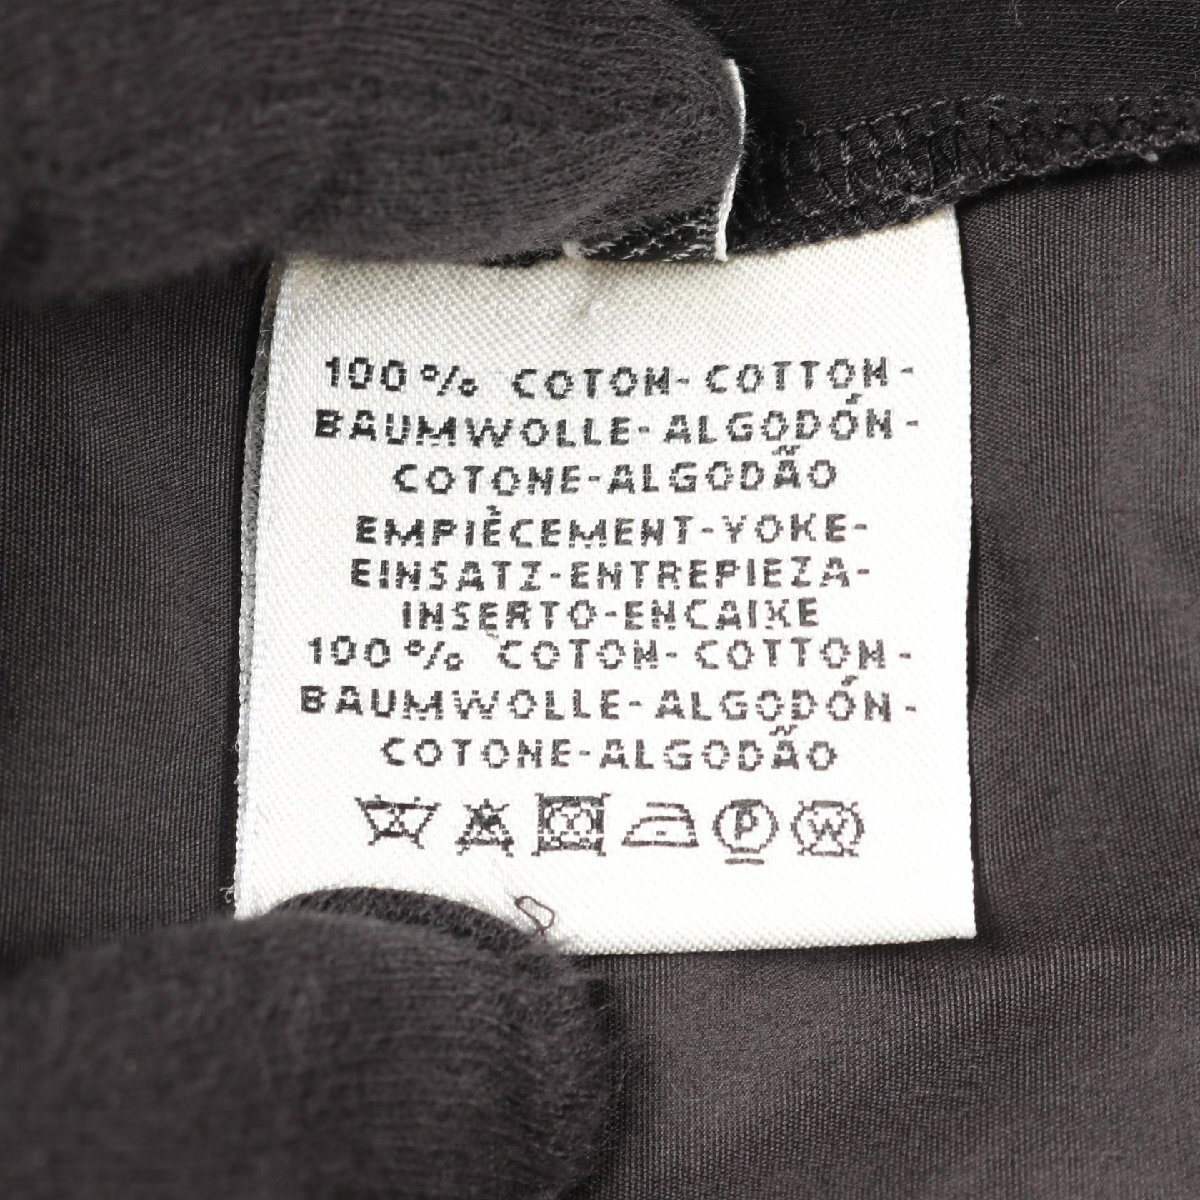 100% COTON-COTTON-
BAUMWOLLE-ALGODÓN-
COTONE-ALGODÃO
EMPIÈCEMENT-YOKE-
EINSATZ-ENTREPIEZA-
INSERTO-ENCAIXE
100% COTON-COTTON-
BAUMWOLLE-ALGODÓN-
COTONE-ALGODÃO
P W